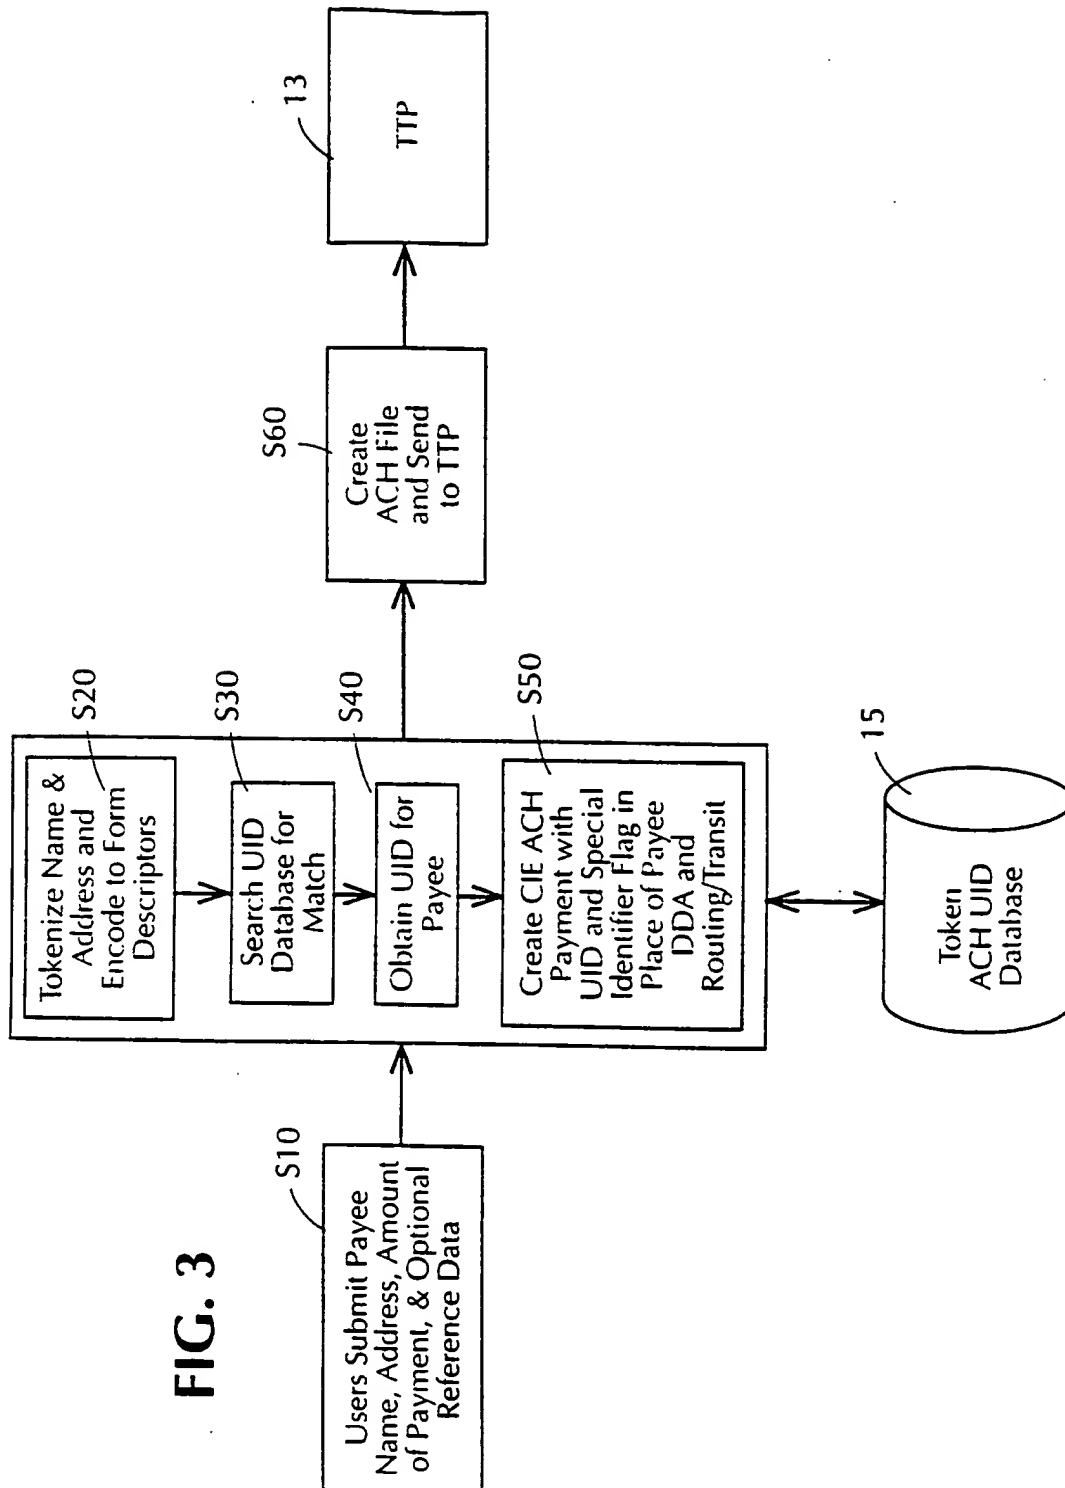 FIG. 3
S10
Users Submit Payee
Name, Address, Amount
of Payment, & Optional
Reference Data
S20
Tokenize Name &
Address and
Encode to Form
Descriptors
S30
Search UID
Database for
Match
S40
Obtain UID for
Payee
S50
Create CIE ACH
Payment with
UID and Special
Identifier Flag in
Place of Payee
DDA and
Routing/Transit
15
Token
ACH UID
Database
S60
Create
ACH File
and Send
to TTP
13
TTP